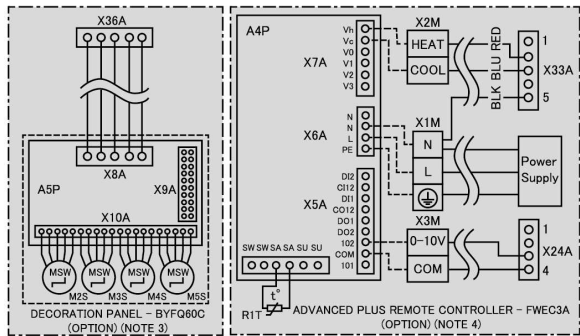 X36A
X8A
A5P
X9A
X10A
MSW
MSW
MSW
MSW
M2S
M3S
M4S
M5S
DECORATION PANEL - BYFQ60C
(OPTION) (NOTE 3)
A4P
Vh
Vc
V0
V1
V2
V3
X7A
N
N
L
PE
X6A
DI2
CI12
DI1
CO12
DO1
DO2
102
COM
101
X5A
SW SW SA SA SU SU
t°
R1T
X2M
HEAT
COOL
RED
BLU
BLK
1
5
X33A
X1M
N
L
Power
Supply
X3M
0-10V
COM
1
4
X24A
ADVANCED PLUS REMOTE CONTROLLER - FWEC3A
(OPTION) (NOTE 4)